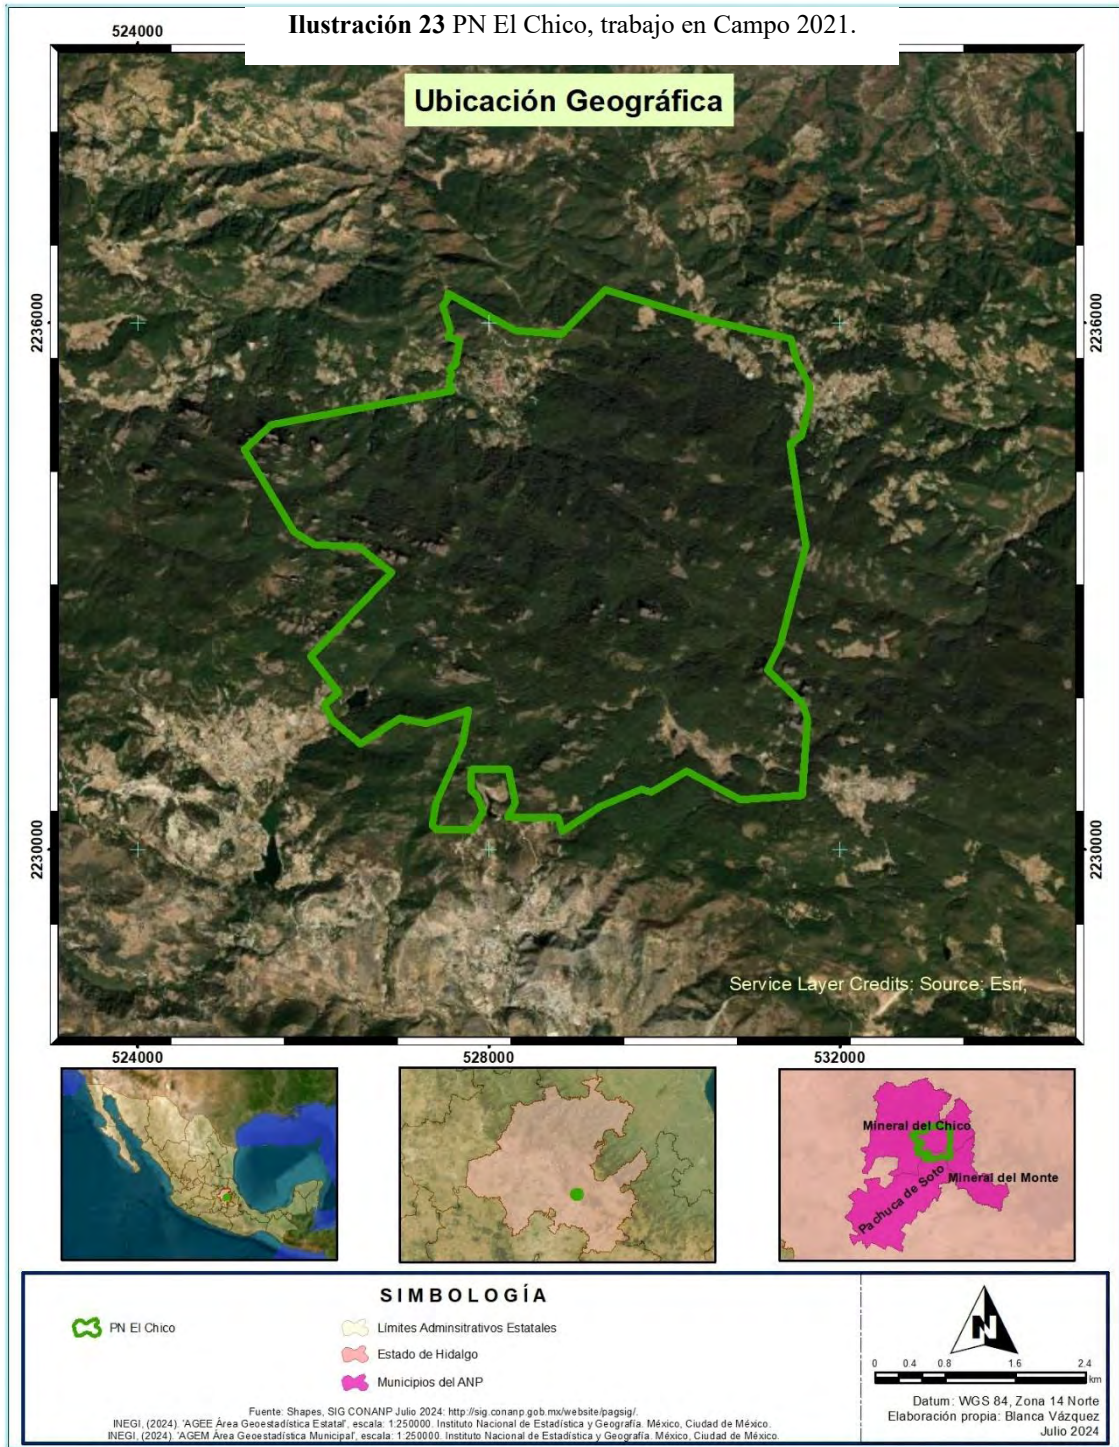 Ilustración 23 PN El Chico, trabajo en Campo 2021.
524000
Ubicación Geográfica
2236000
2236000
2230000
2230000
Service Layer Credits: Source: Esri,
524000
528000
532000
Mineral del Chico
Mineral del Monte
Pachuca de Soto
SIMBOLOGÍA
PN El Chico
Límites Adminsitrativos Estatales
Estado de Hidalgo
Municipios del ANP
N
0 0.4 0.8 1.6 2.4
km
Fuente: Shapes, SIG CONANP Julio 2024: http://sig.conanp.gob.mx/website/pagsig/.
INEGI, (2024). 'AGEE Área Geoestadística Estatal', escala: 1:250000. Instituto Nacional de Estadística y Geografía. México, Ciudad de México.
INEGI, (2024). 'AGEM Área Geoestadística Municipal', escala: 1:250000. Instituto Nacional de Estadística y Geografía. México, Ciudad de México.
Datum: WGS 84, Zona 14 Norte
Elaboración propia: Blanca Vázquez
Julio 2024